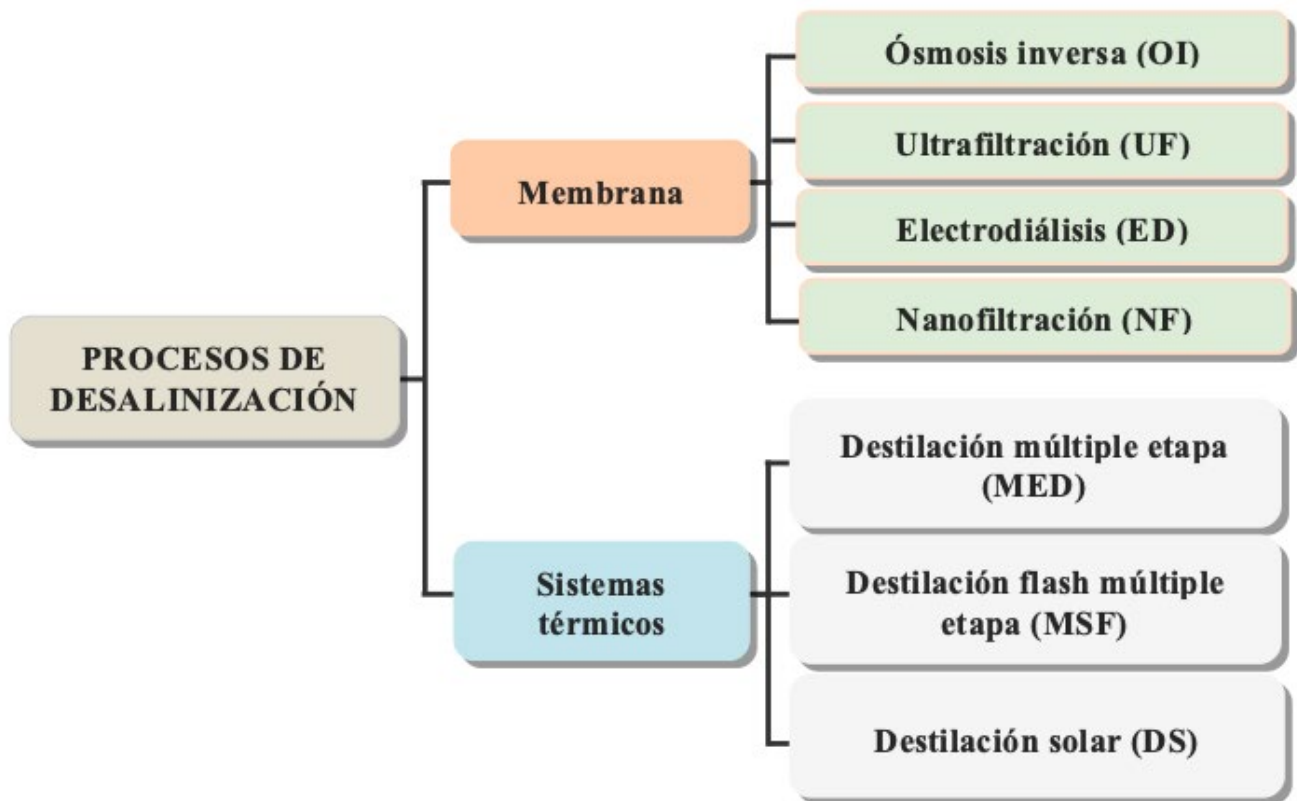 PROCESOS DE
DESALINIZACIÓN
Membrana
Ósmosis inversa (OI)
Ultrafiltración (UF)
Electrodiálisis (ED)
Nanofiltración (NF)
Sistemas
térmicos
Destilación múltiple etapa
(MED)
Destilación flash múltiple
etapa (MSF)
Destilación solar (DS)